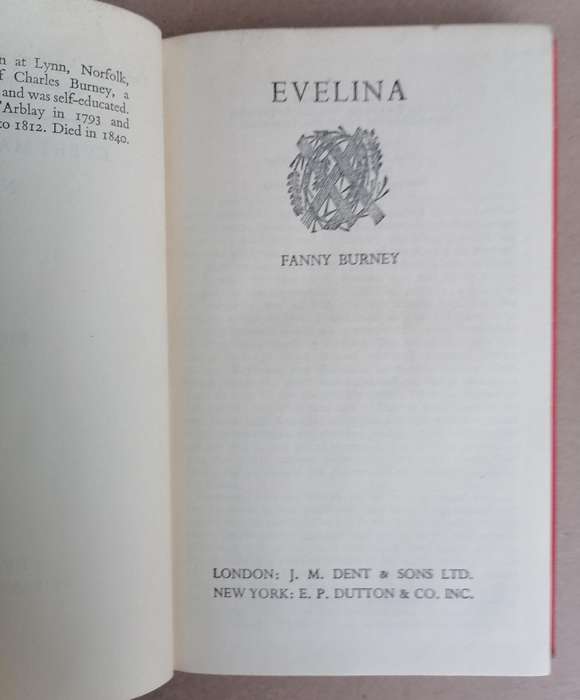 n at Lynn, Norfolk,
f Charles Burney, a
and was self-educated.
'Arblay in 1793 and
to 1812. Died in 1840.
EVELINA
FANNY BURNEY
LONDON: J. M. DENT & SONS LTD.
NEW YORK: E. P. DUTTON & CO. INC.